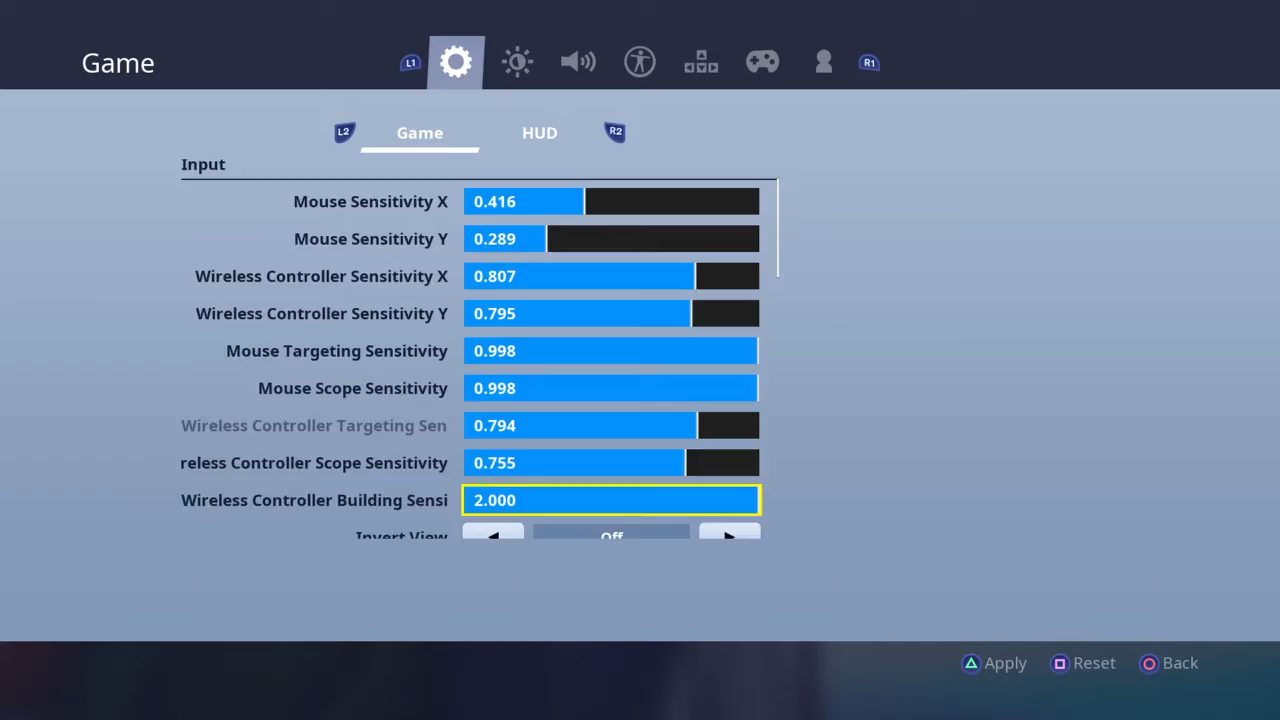 Game
L1
R1
L2
Game
HUD
R2
Input
Mouse Sensitivity X
0.416
Mouse Sensitivity Y
0.289
Wireless Controller Sensitivity X
0.807
Wireless Controller Sensitivity Y
0.795
Mouse Targeting Sensitivity
0.998
Mouse Scope Sensitivity
0.998
Wireless Controller Targeting Sen
0.794
reless Controller Scope Sensitivity
0.755
Wireless Controller Building Sensi
2.000
Invert View
Off
Apply
Reset
Back